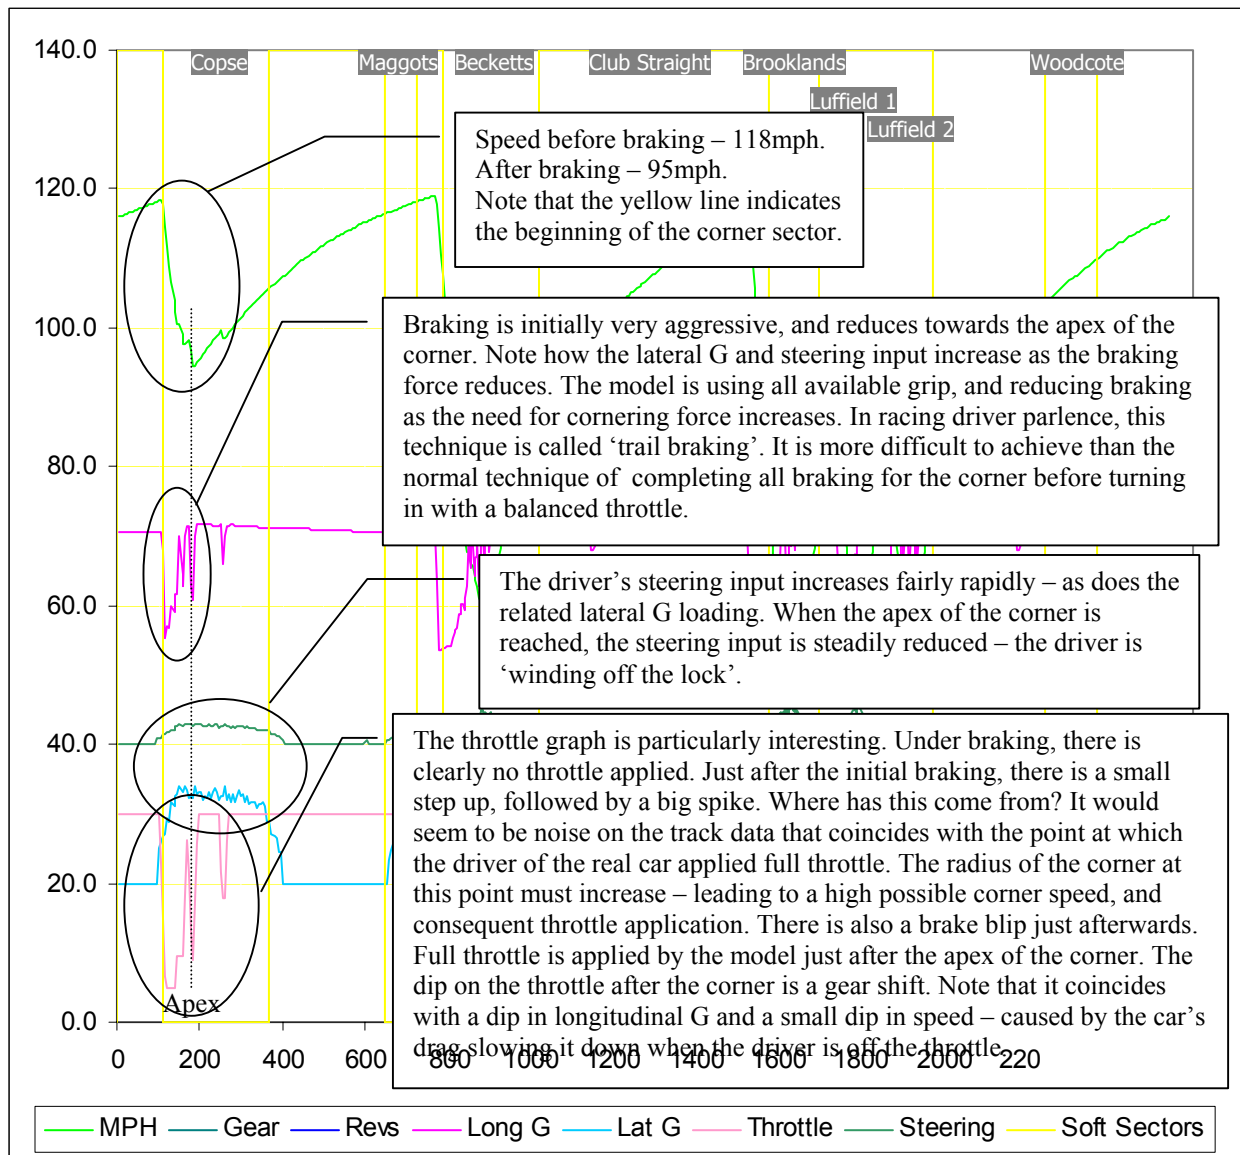 140.0
Copse
Maggots
Becketts
Club Straight
Brooklands
Woodcote
Luffield 1
Luffield 2
Speed before braking – 118mph.
After braking – 95mph.
Note that the yellow line indicates
the beginning of the corner sector.
120.0
100.0
Braking is initially very aggressive, and reduces towards the apex of the
corner. Note how the lateral G and steering input increase as the braking
force reduces. The model is using all available grip, and reducing braking
as the need for cornering force increases. In racing driver parlence, this
technique is called ‘trail braking’. It is more difficult to achieve than the
normal technique of completing all braking for the corner before turning
in with a balanced throttle.
80.0
60.0
The driver’s steering input increases fairly rapidly – as does the
related lateral G loading. When the apex of the corner is
reached, the steering input is steadily reduced – the driver is
‘winding off the lock’.
40.0
The throttle graph is particularly interesting. Under braking, there is
clearly no throttle applied. Just after the initial braking, there is a small
step up, followed by a big spike. Where has this come from? It would
seem to be noise on the track data that coincides with the point at which
the driver of the real car applied full throttle. The radius of the corner at
this point must increase – leading to a high possible corner speed, and
consequent throttle application. There is also a brake blip just afterwards.
Full throttle is applied by the model just after the apex of the corner. The
dip on the throttle after the corner is a gear shift. Note that it coincides
with a dip in longitudinal G and a small dip in speed – caused by the car’s
drag slowing it down when the driver is off the throttle.
20.0
Apex
0.0
0 200 400 600 800 1000 1200 1400 1600 1800 2000 220
MPH Gear Revs Long G Lat G Throttle Steering Soft Sectors